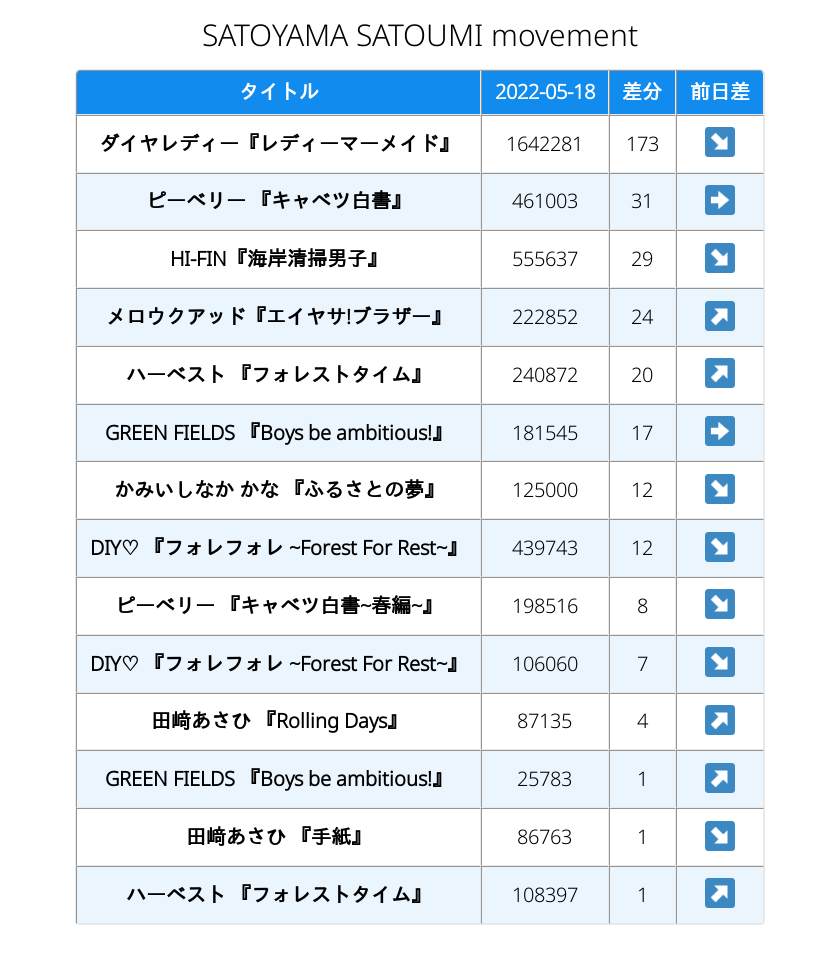 SATOYAMA SATOUMI movement
タイトル 2022-05-18 差分 前日差
ダイヤレディー『レディーマーメイド』 1642281 173 ↘
ピーベリー 『キャベツ白書』 461003 31 ➡
HI-FIN『海岸清掃男子』 555637 29 ↘
メロウクアッド『エイヤサ!ブラザー』 222852 24 ↗
ハーベスト 『フォレストタイム』 240872 20 ↗
GREEN FIELDS 『Boys be ambitious!』 181545 17 ➡
かみいしなか かな 『ふるさとの夢』 125000 12 ↘
DIY♡ 『フォレフォレ ~Forest For Rest~』 439743 12 ↘
ピーベリー 『キャベツ白書~春編~』 198516 8 ↘
DIY♡ 『フォレフォレ ~Forest For Rest~』 106060 7 ↘
田﨑あさひ 『Rolling Days』 87135 4 ↗
GREEN FIELDS 『Boys be ambitious!』 25783 1 ↗
田﨑あさひ 『手紙』 86763 1 ↘
ハーベスト 『フォレストタイム』 108397 1 ↗